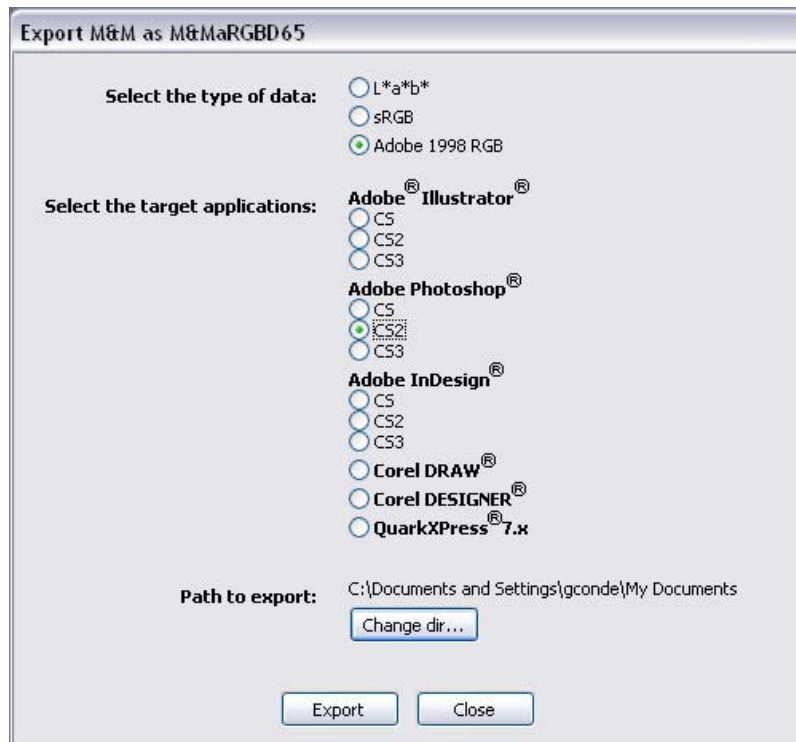 Export M&M as M&MaRGBD65
Select the type of data:
L*a*b*
sRGB
Adobe 1998 RGB
Select the target applications:
Adobe® Illustrator®
CS
CS2
CS3
Adobe Photoshop®
CS
CS2
CS3
Adobe InDesign®
CS
CS2
CS3
Corel DRAW®
Corel DESIGNER®
QuarkXPress®7.x
Path to export:
C:\Documents and Settings\gconde\My Documents
Change dir...
Export
Close